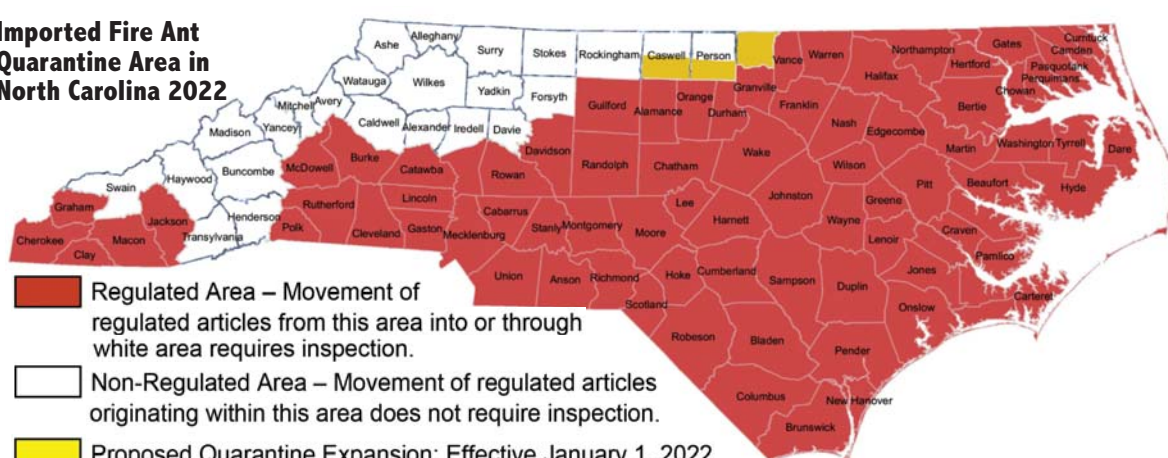 Imported Fire Ant
Quarantine Area in
North Carolina 2022
Ashe
Alleghany
Surry
Stokes
Rockingham
Caswell
Person
Vance
Warren
Northampton
Gates
Currituck
Camden
Pasquotank
Perquimans
Chowan
Hertford
Halifax
Granville
Watauga
Wilkes
Yadkin
Forsyth
Guilford
Alamance
Orange
Durham
Franklin
Bertie
Mitchell
Avery
Caldwell
Alexander
Iredell
Davie
Davidson
Nash
Edgecombe
Martin
Washington
Tyrrell
Dare
Madison
Yancey
McDowell
Burke
Catawba
Rowan
Randolph
Chatham
Wake
Wilson
Pitt
Beaufort
Hyde
Swain
Haywood
Buncombe
Graham
Jackson
Henderson
Rutherford
Lincoln
Cabarrus
Lee
Johnston
Greene
Cherokee
Macon
Clay
Transylvania
Polk
Cleveland
Gaston
Mecklenburg
Stanly
Montgomery
Moore
Harnett
Wayne
Lenoir
Craven
Pamlico
Union
Anson
Richmond
Hoke
Cumberland
Sampson
Duplin
Jones
Onslow
Carteret
Scotland
Robeson
Bladen
Pender
Columbus
New Hanover
Brunswick
Regulated Area – Movement of
regulated articles from this area into or through
white area requires inspection.
Non-Regulated Area – Movement of regulated articles
originating within this area does not require inspection.
Proposed Quarantine Expansion: Effective January 1, 2022